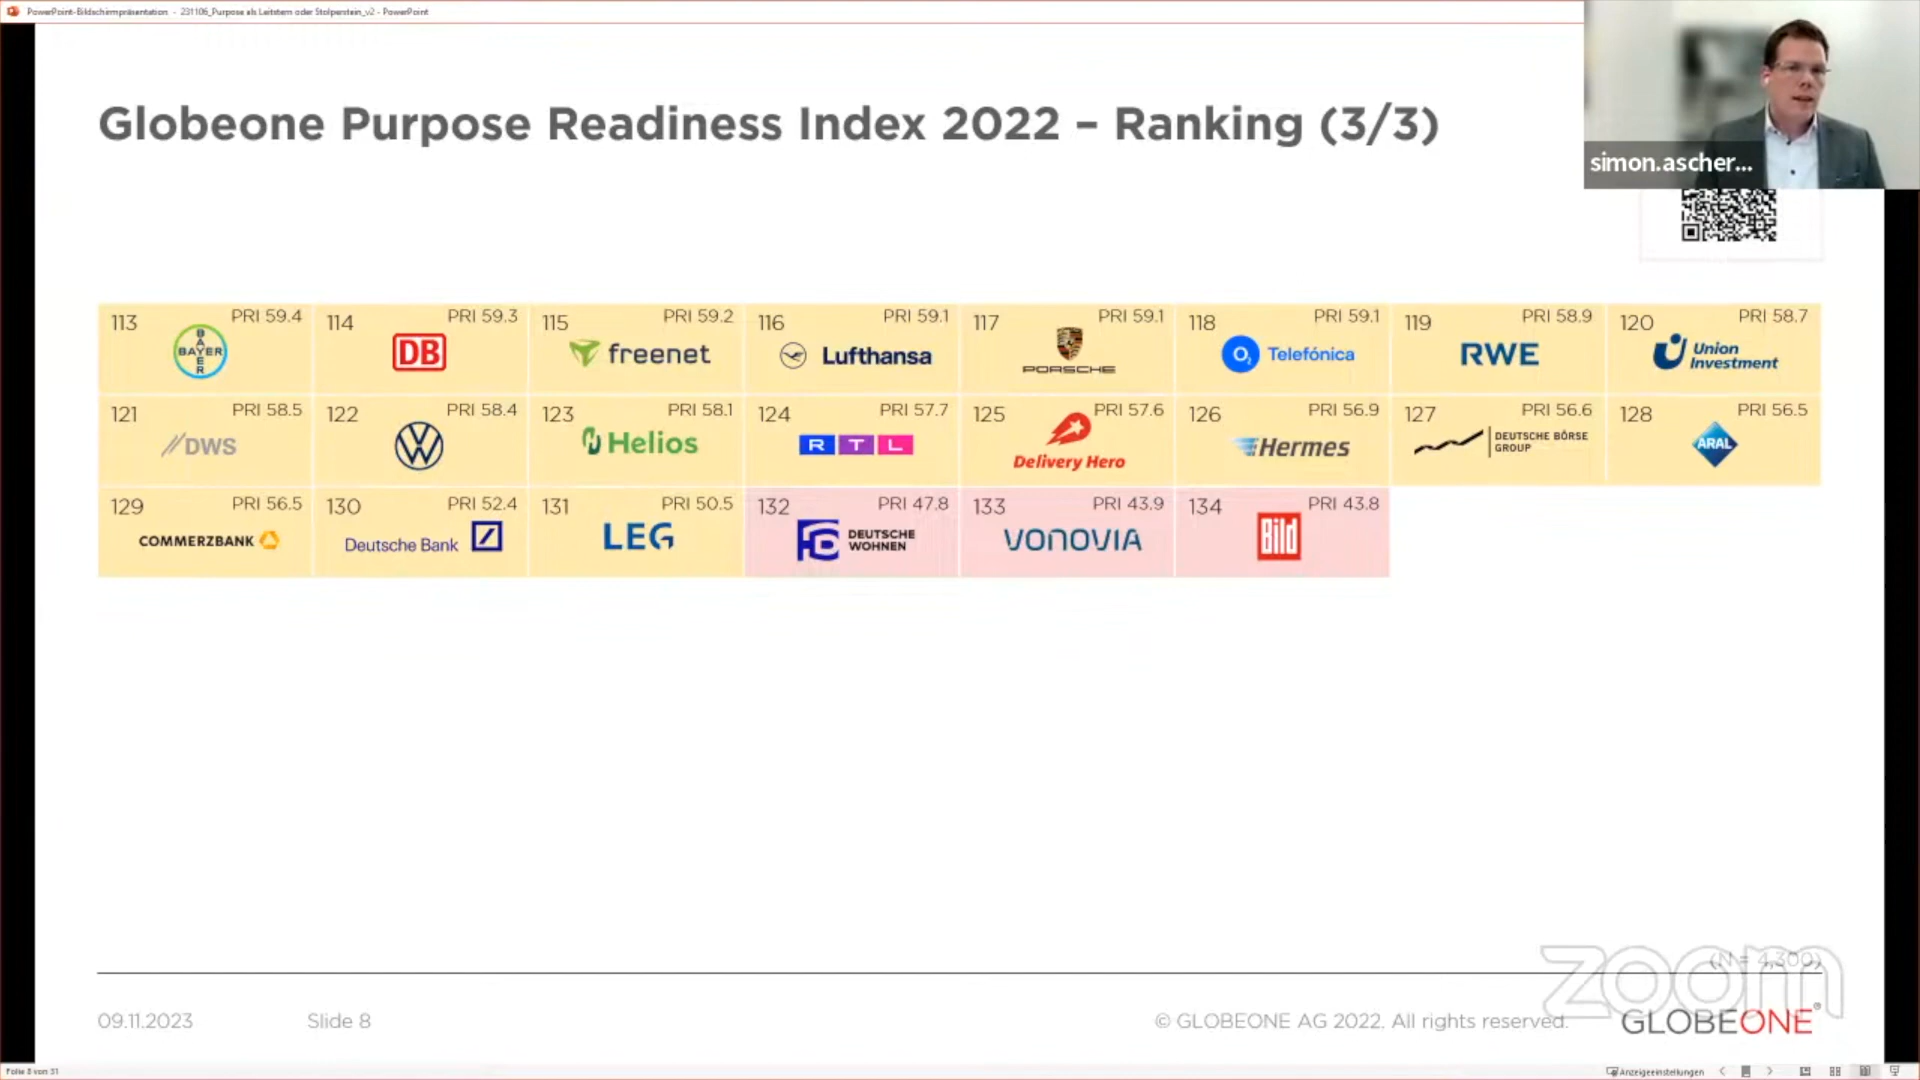 PowerPoint-Bildschirmpräsentation - 231106_Purpose als Leitstern oder Stolperstein_v2 - PowerPoint
Globeone Purpose Readiness Index 2022 – Ranking (3/3)
simon.ascher...
113 BAYER BAYER PRI 59.4
114 DB PRI 59.3
115 freenet PRI 59.2
116 Lufthansa PRI 59.1
117 PORSCHE PRI 59.1
118 O2 Telefónica PRI 59.1
119 RWE PRI 58.9
120 Union Investment PRI 58.7
121 //DWS PRI 58.5
122 VW PRI 58.4
123 Helios PRI 58.1
124 RTL PRI 57.7
125 Delivery Hero PRI 57.6
126 Hermes PRI 56.9
127 DEUTSCHE BÖRSE GROUP PRI 56.6
128 ARAL PRI 56.5
129 COMMERZBANK PRI 56.5
130 Deutsche Bank PRI 52.4
131 LEG PRI 50.5
132 DEUTSCHE WOHNEN PRI 47.8
133 VONOVIA PRI 43.9
134 Bild PRI 43.8
(N = 4,300)
zoom
09.11.2023 Slide 8 © GLOBEONE AG 2022. All rights reserved. GLOBEONE®
Folie 8 von 31 Anzeigeeinstellungen